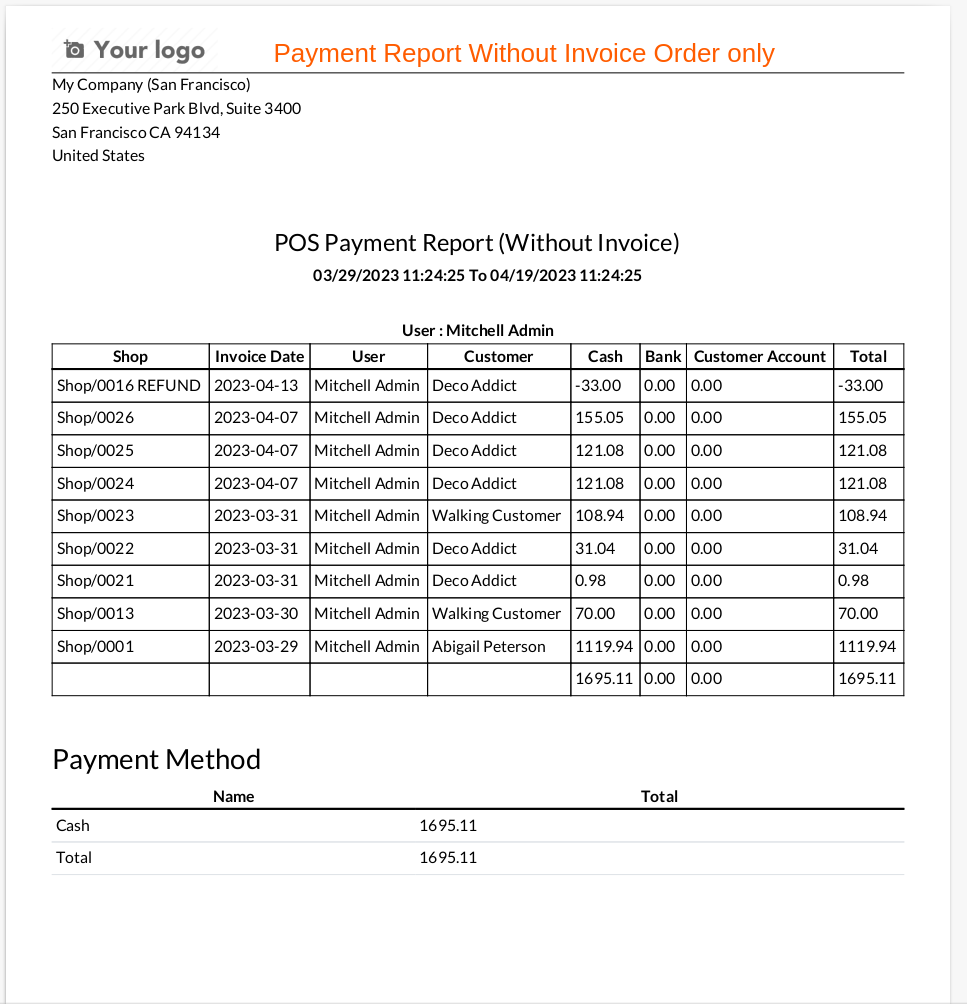 Your logo
Payment Report Without Invoice Order only
My Company (San Francisco)
250 Executive Park Blvd, Suite 3400
San Francisco CA 94134
United States
POS Payment Report (Without Invoice)
03/29/2023 11:24:25 To 04/19/2023 11:24:25
User : Mitchell Admin
Shop Invoice Date User Customer Cash Bank Customer Account Total
Shop/0016 REFUND 2023-04-13 Mitchell Admin Deco Addict -33.00 0.00 0.00 -33.00
Shop/0026 2023-04-07 Mitchell Admin Deco Addict 155.05 0.00 0.00 155.05
Shop/0025 2023-04-07 Mitchell Admin Deco Addict 121.08 0.00 0.00 121.08
Shop/0024 2023-04-07 Mitchell Admin Deco Addict 121.08 0.00 0.00 121.08
Shop/0023 2023-03-31 Mitchell Admin Walking Customer 108.94 0.00 0.00 108.94
Shop/0022 2023-03-31 Mitchell Admin Deco Addict 31.04 0.00 0.00 31.04
Shop/0021 2023-03-31 Mitchell Admin Deco Addict 0.98 0.00 0.00 0.98
Shop/0013 2023-03-30 Mitchell Admin Walking Customer 70.00 0.00 0.00 70.00
Shop/0001 2023-03-29 Mitchell Admin Abigail Peterson 1119.94 0.00 0.00 1119.94
1695.11 0.00 0.00 1695.11
Payment Method
Name Total
Cash 1695.11
Total 1695.11